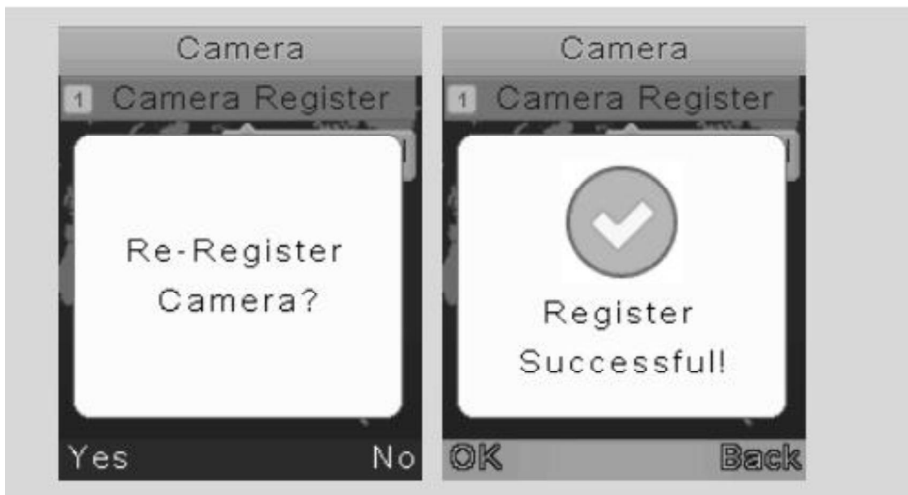 Camera
1 Camera Register
Re-Register
Camera?
Yes No
Camera
1 Camera Register
Register
Successful!
OK Back